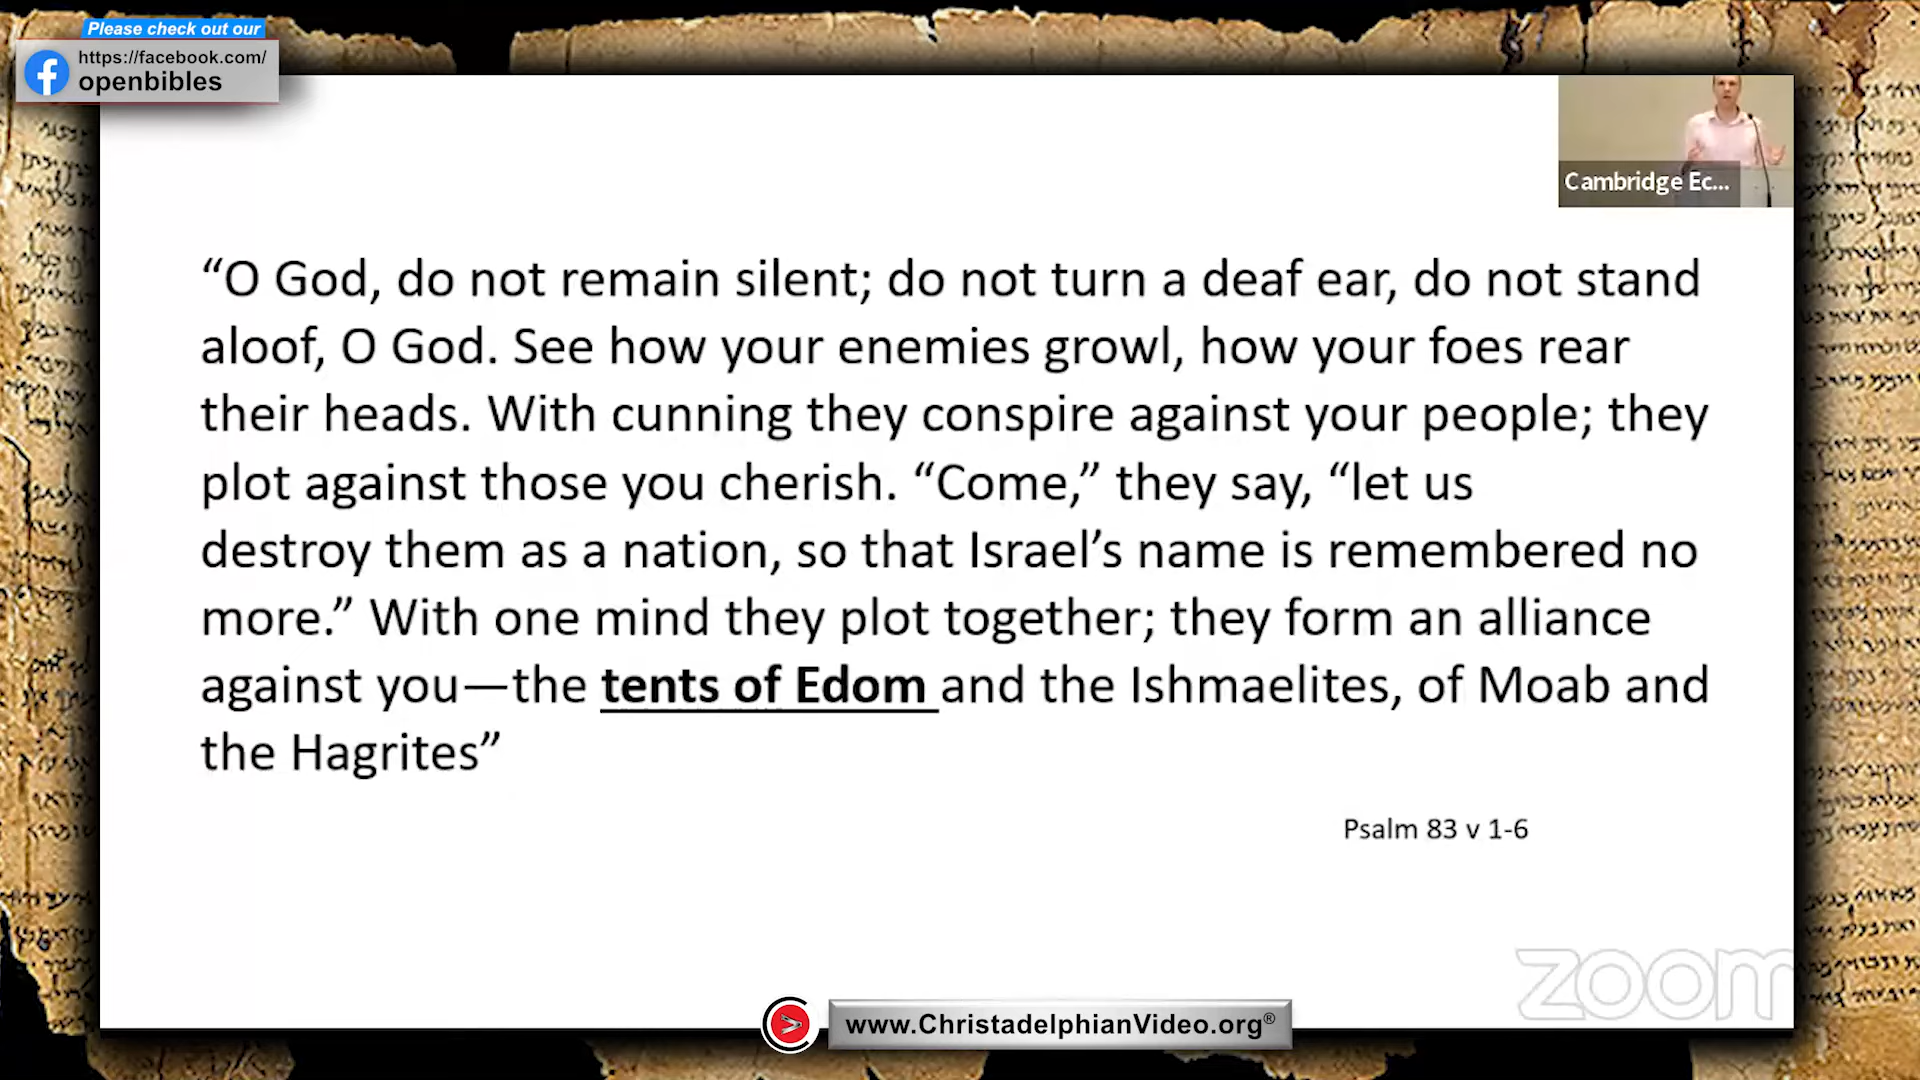 Please check out our
https://facebook.com/
openbibles
Cambridge Ec...
“O God, do not remain silent; do not turn a deaf ear, do not stand
aloof, O God. See how your enemies growl, how your foes rear
their heads. With cunning they conspire against your people; they
plot against those you cherish. “Come,” they say, “let us
destroy them as a nation, so that Israel’s name is remembered no
more.” With one mind they plot together; they form an alliance
against you—the tents of Edom and the Ishmaelites, of Moab and
the Hagrites”
Psalm 83 v 1-6
zoom
www.ChristadelphianVideo.org®